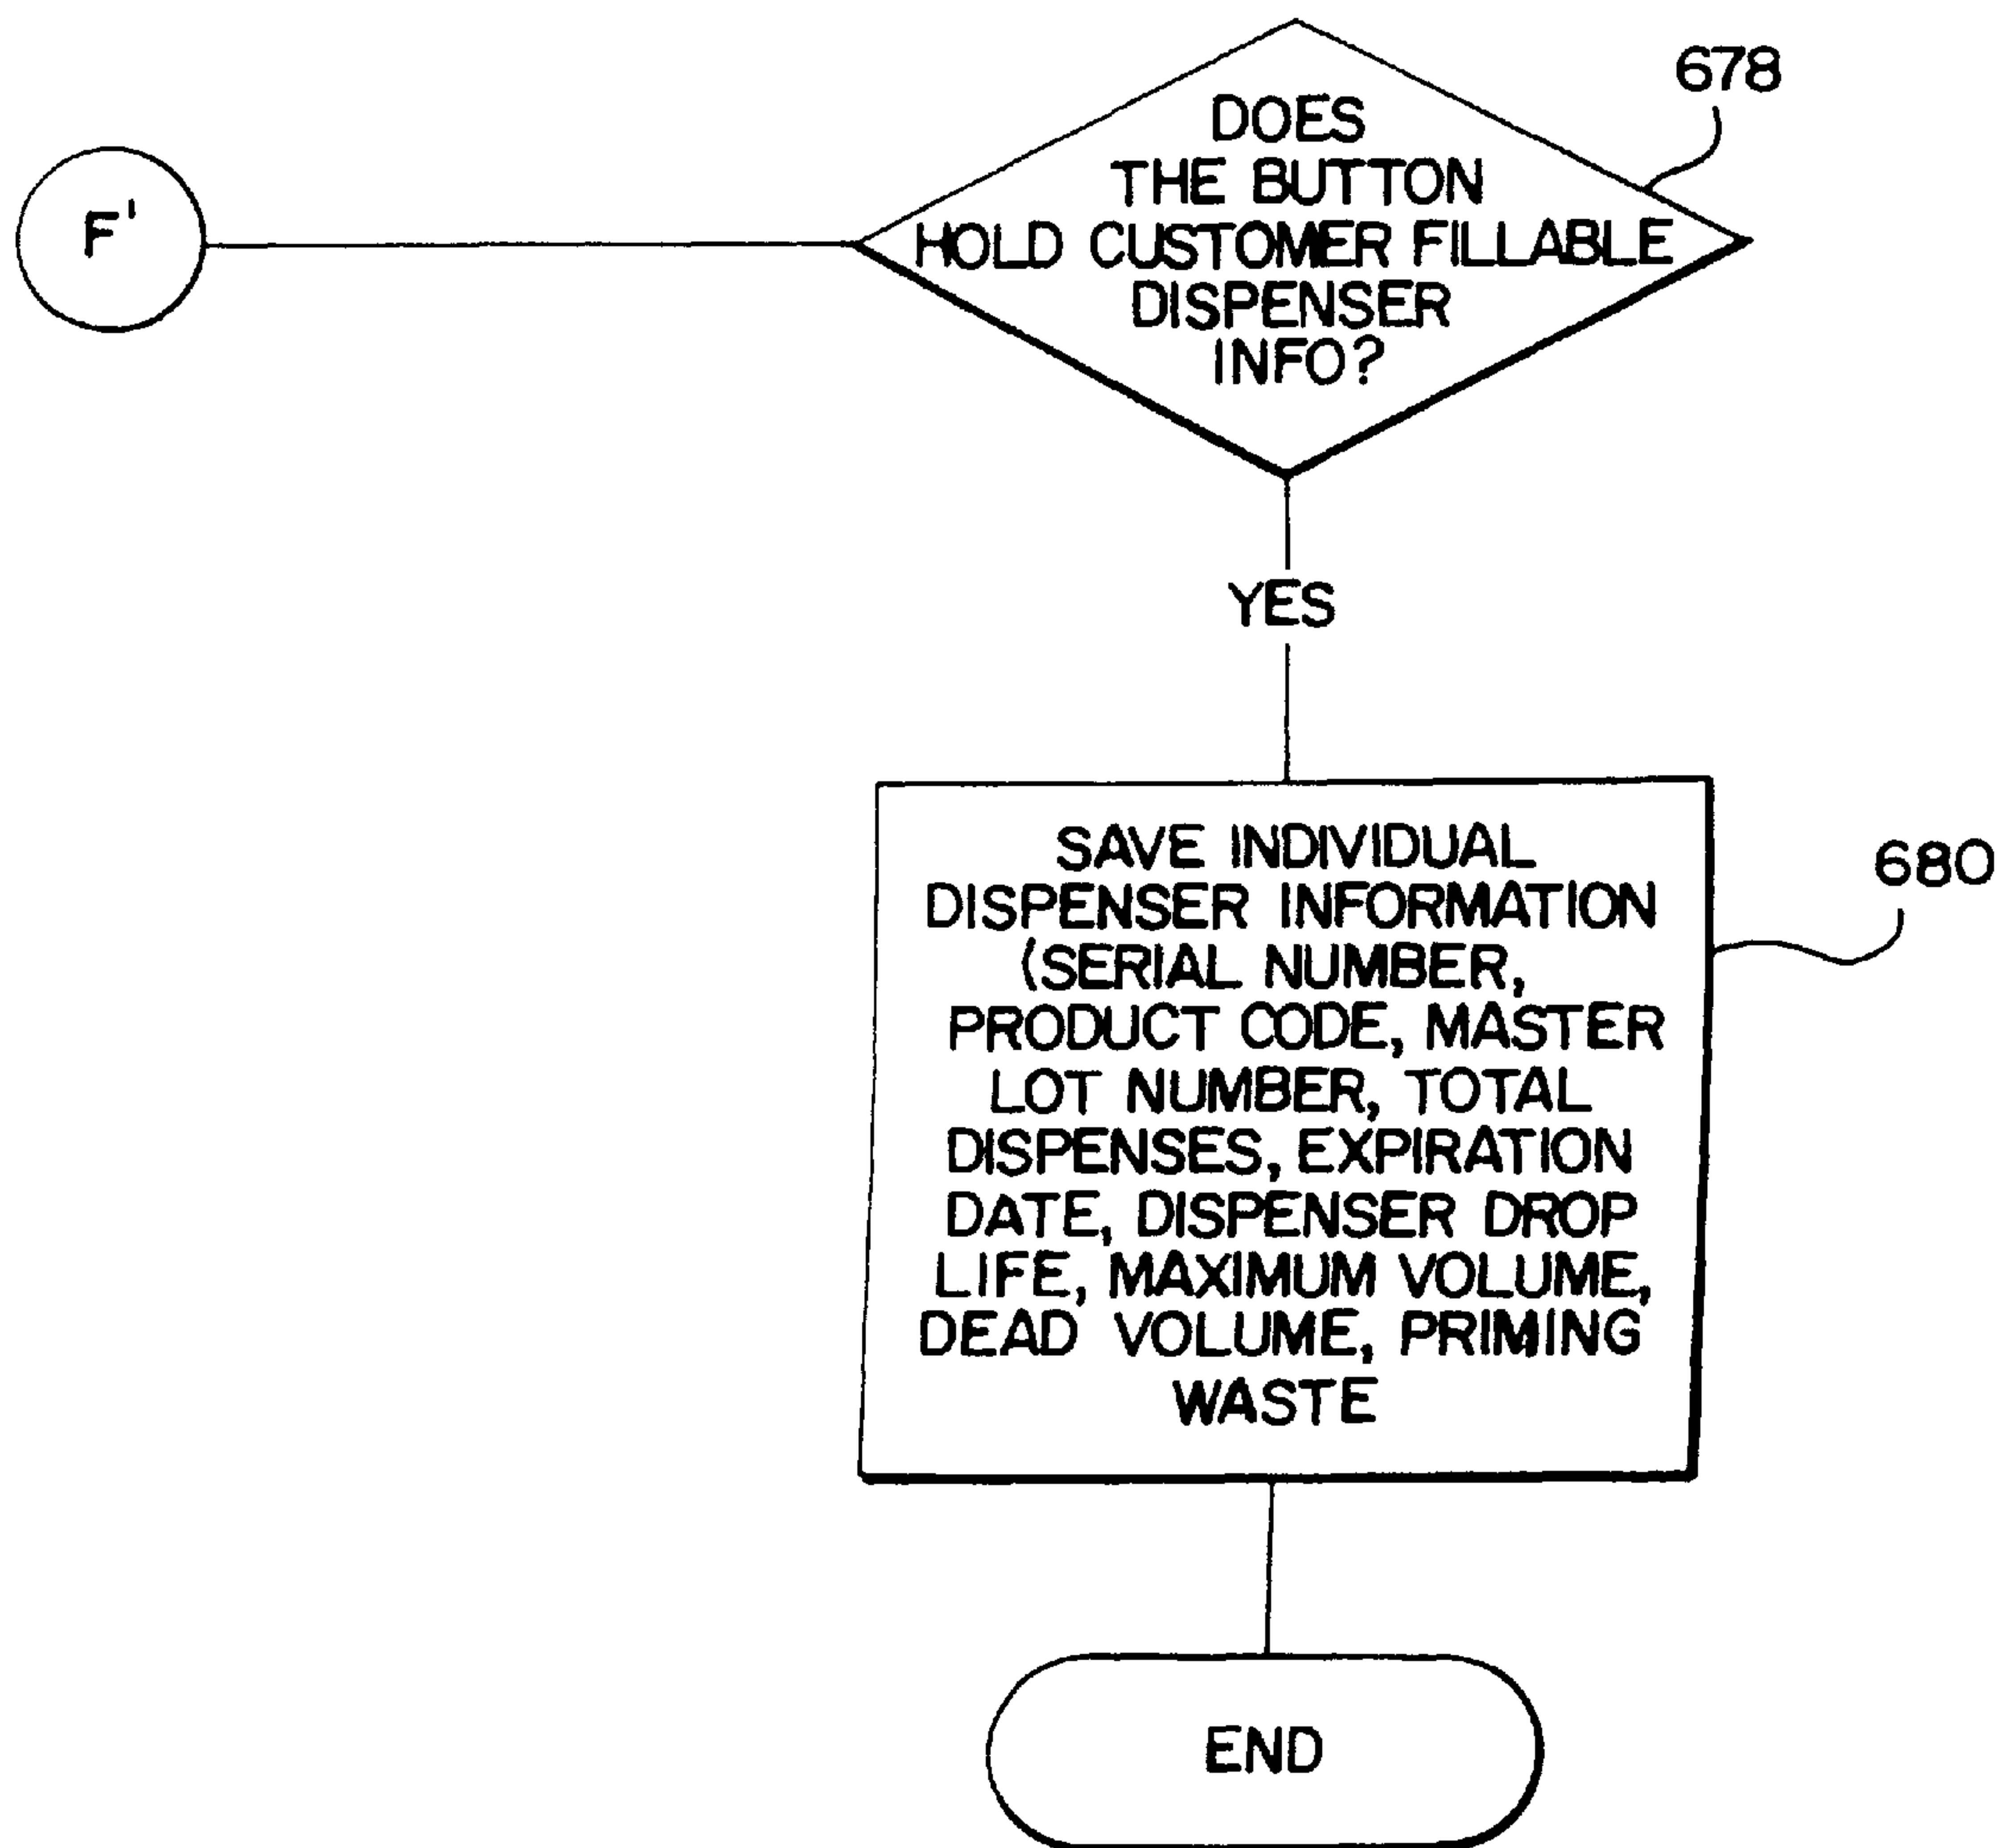 678
F'
DOES
THE BUTTON
HOLD CUSTOMER FILLABLE
DISPENSER
INFO?
YES
680
SAVE INDIVIDUAL
DISPENSER INFORMATION
(SERIAL NUMBER,
PRODUCT CODE, MASTER
LOT NUMBER, TOTAL
DISPENSES, EXPIRATION
DATE, DISPENSER DROP
LIFE, MAXIMUM VOLUME,
DEAD VOLUME, PRIMING
WASTE
END